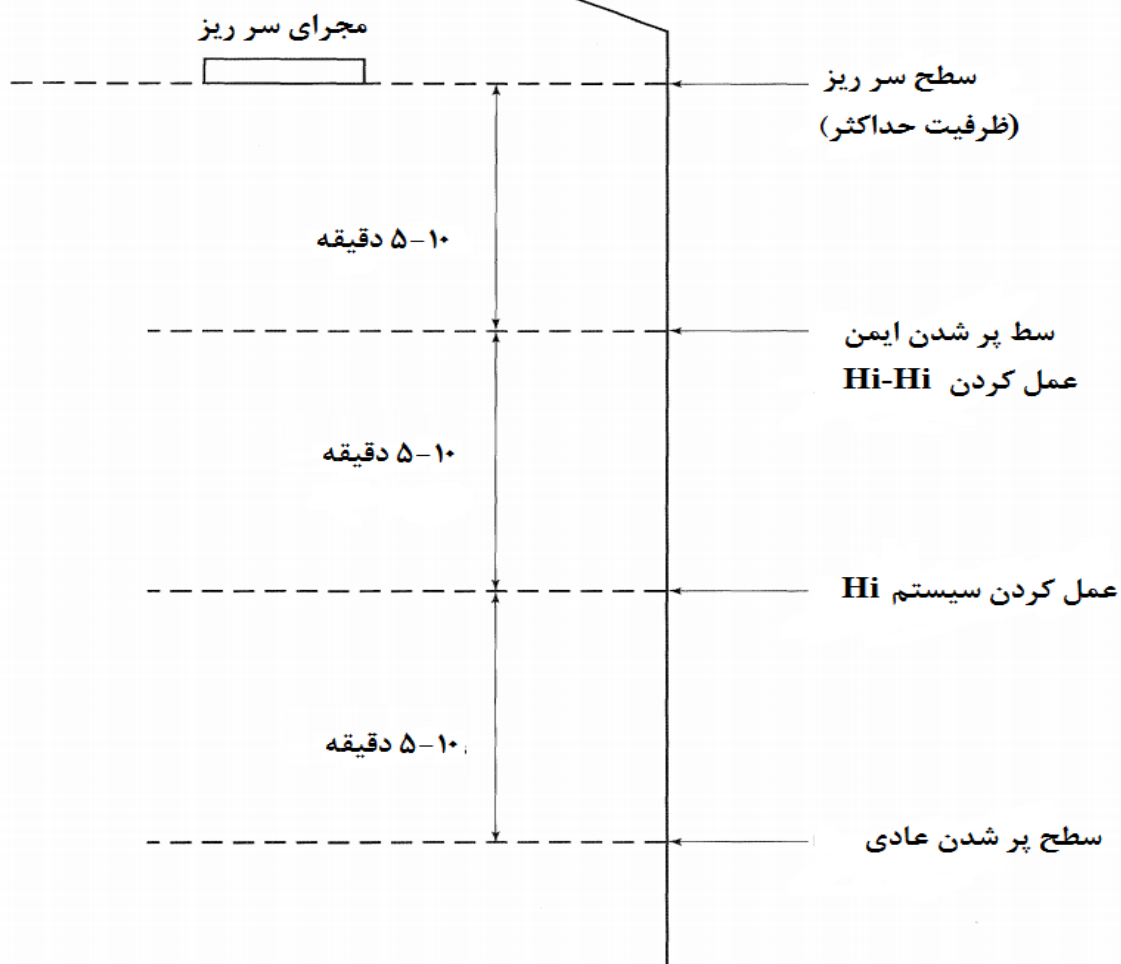 مجرای سر ریز
سطح سر ریز
(ظرفیت حداکثر)
۵-۱۰ دقیقه
سط پر شدن ایمن
عمل کردن Hi-Hi
۵-۱۰ دقیقه
عمل کردن سیستم Hi
۵-۱۰ دقیقه
سطح پر شدن عادی